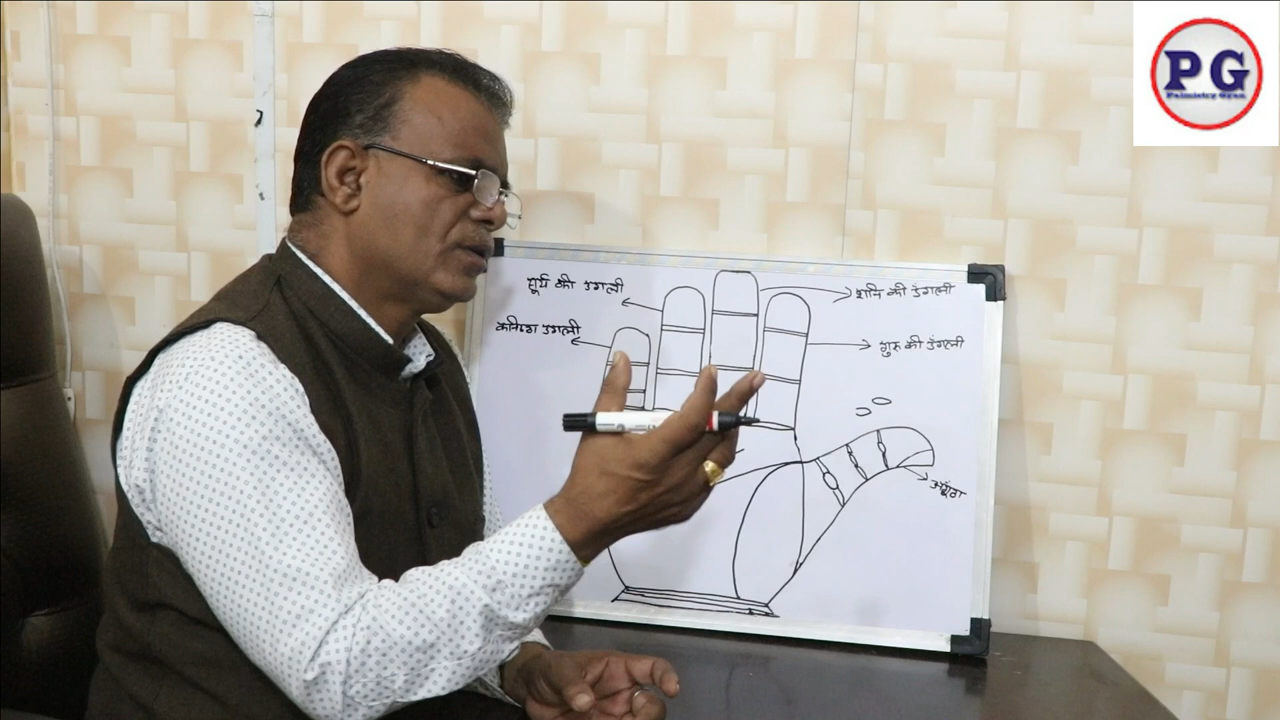 PG
Palmistry Gyan
सूर्य की उंगली
शनि की उंगली
कनिष्ठा उंगली
गुरु की उंगली
अंगूठा